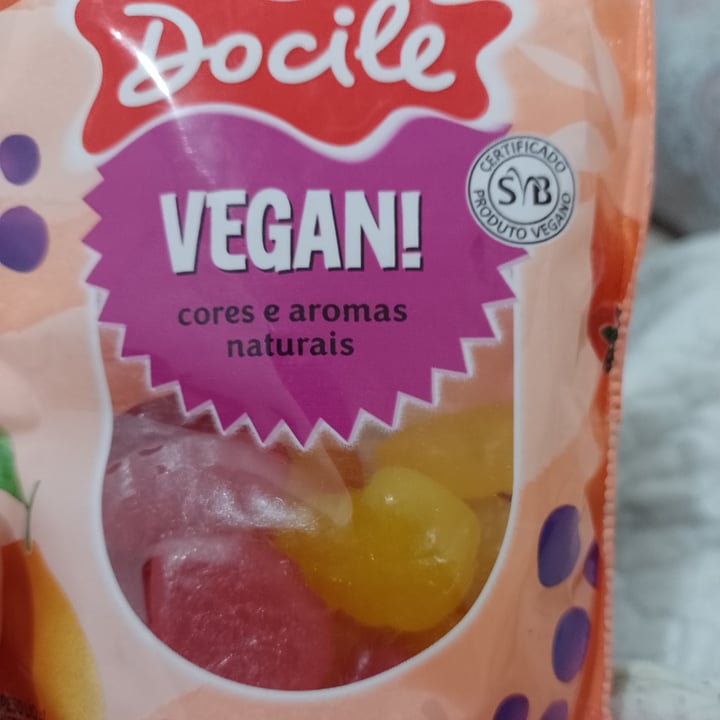 Docile
VEGAN!
cores e aromas
naturais
CERTIFICADO
SVB
PRODUTO VEGANO